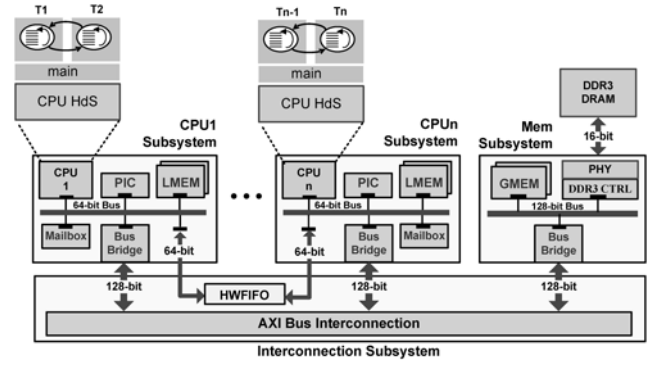 T1 T2
main
CPU HdS
Tn-1 Tn
main
CPU HdS
DDR3
DRAM
16-bit
CPU1
Subsystem
CPUn
Subsystem
Mem
Subsystem
CPU
1
PIC
LMEM
64-bit Bus
Mailbox
Bus
Bridge
64-bit
128-bit
CPU
n
PIC
LMEM
64-bit Bus
64-bit
Bus
Bridge
Mailbox
128-bit
GMEM
PHY
DDR3 CTRL
128-bit Bus
Bus
Bridge
128-bit
HWFIFO
AXI Bus Interconnection
Interconnection Subsystem